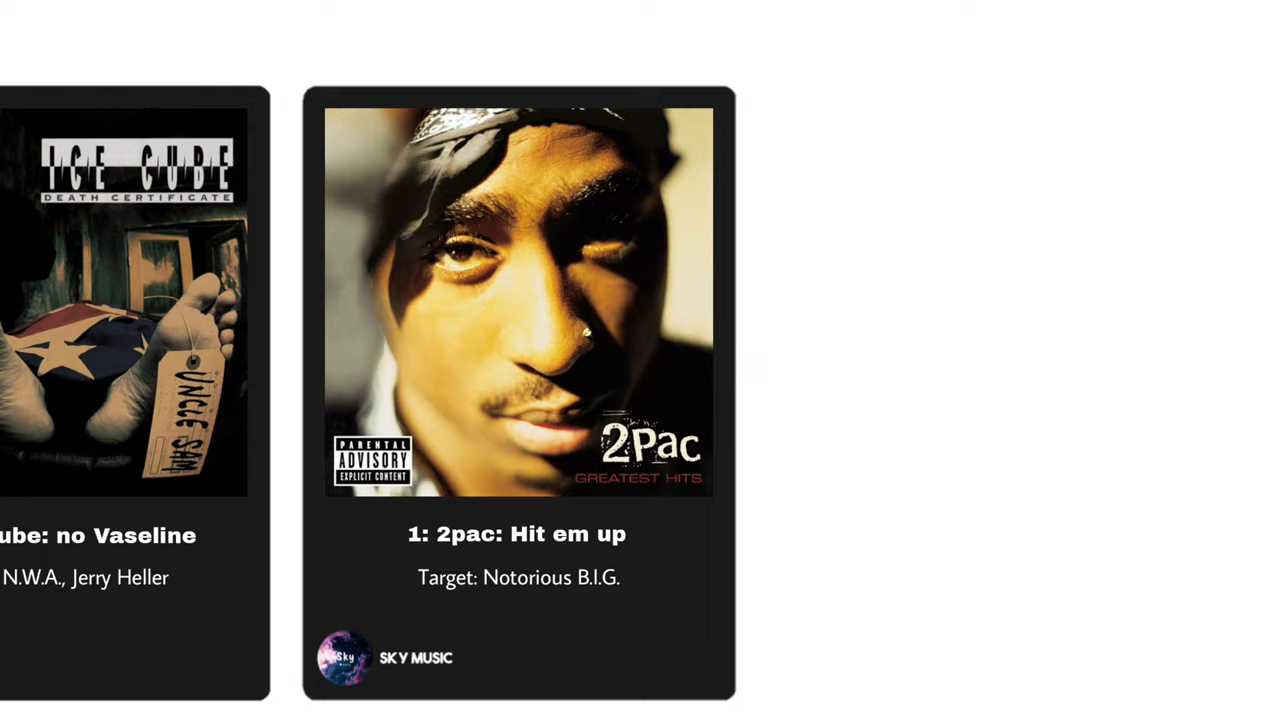 ICE CUBE
DEATH CERTIFICATE
UNCLE SAM
ube: no Vaseline
N.W.A., Jerry Heller
PARENTAL
ADVISORY
EXPLICIT CONTENT
2Pac
GREATEST HITS
1: 2pac: Hit em up
Target: Notorious B.I.G.
Sky
SKY MUSIC